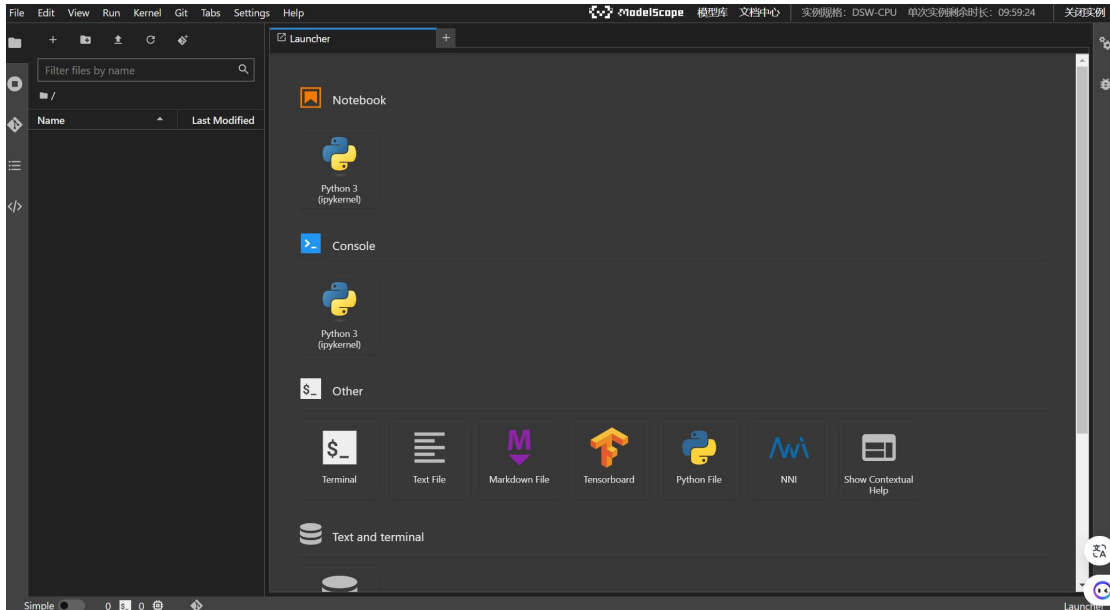 File Edit View Run Kernel Git Tabs Settings Help
ModelScope 模型库 文档中心 实例规格：DSW-CPU 单次实例剩余时长：09:59:24 关闭实例
Launcher
Filter files by name
/
Name Last Modified
Notebook
Python 3
(ipykernel)
Console
Python 3
(ipykernel)
$_ Other
$_
Terminal
Text File
M
Markdown File
Tensorboard
Python File
NNI
Show Contextual
Help
Text and terminal
Simple 0 $_ 0